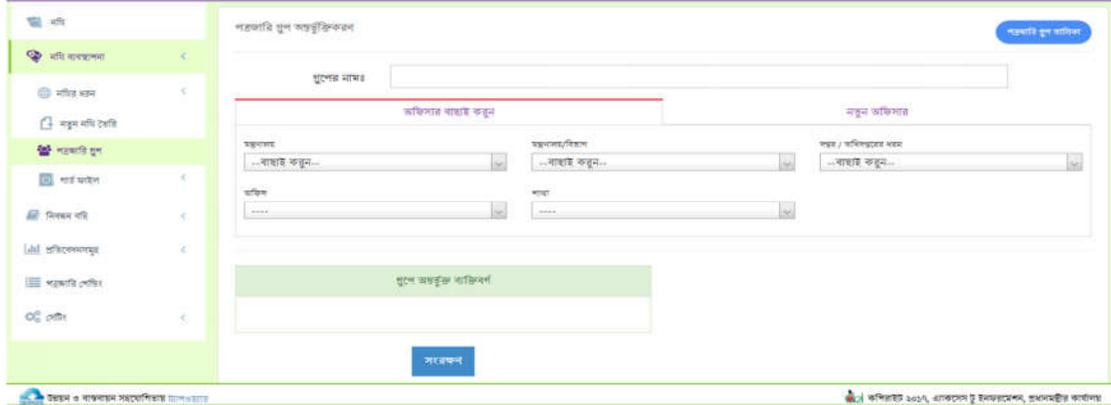 নথি
নথি ব্যবস্থাপনা
নথির ধরন
নতুন নথি তৈরি
পত্রজারি গ্রুপ
গার্ড ফাইল
নিবন্ধন বহি
প্রতিবেদনসমূহ
পত্রজারি পেন্ডিং
সেটিং
পত্রজারি গ্রুপ অন্তর্ভুক্তিকরণ
পত্রজারি গ্রুপ তালিকা
গ্রুপের নামঃ
অফিসার বাছাই করুন
নতুন অফিসার
মন্ত্রণালয়
মন্ত্রণালয়/বিভাগ
দপ্তর / অধিদপ্তরের ধরন
--বাছাই করুন--
--বাছাই করুন--
--বাছাই করুন--
অফিস
শাখা
----
----
গ্রুপে অন্তর্ভুক্ত ব্যক্তিবর্গ
সংরক্ষণ
উন্নয়ন ও বাস্তবায়ন সহযোগিতায় ট্যাপওয়্যার
কপিরাইট ২০১৭, এ্যাকসেস টু ইনফরমেশন, প্রধানমন্ত্রীর কার্যালয়